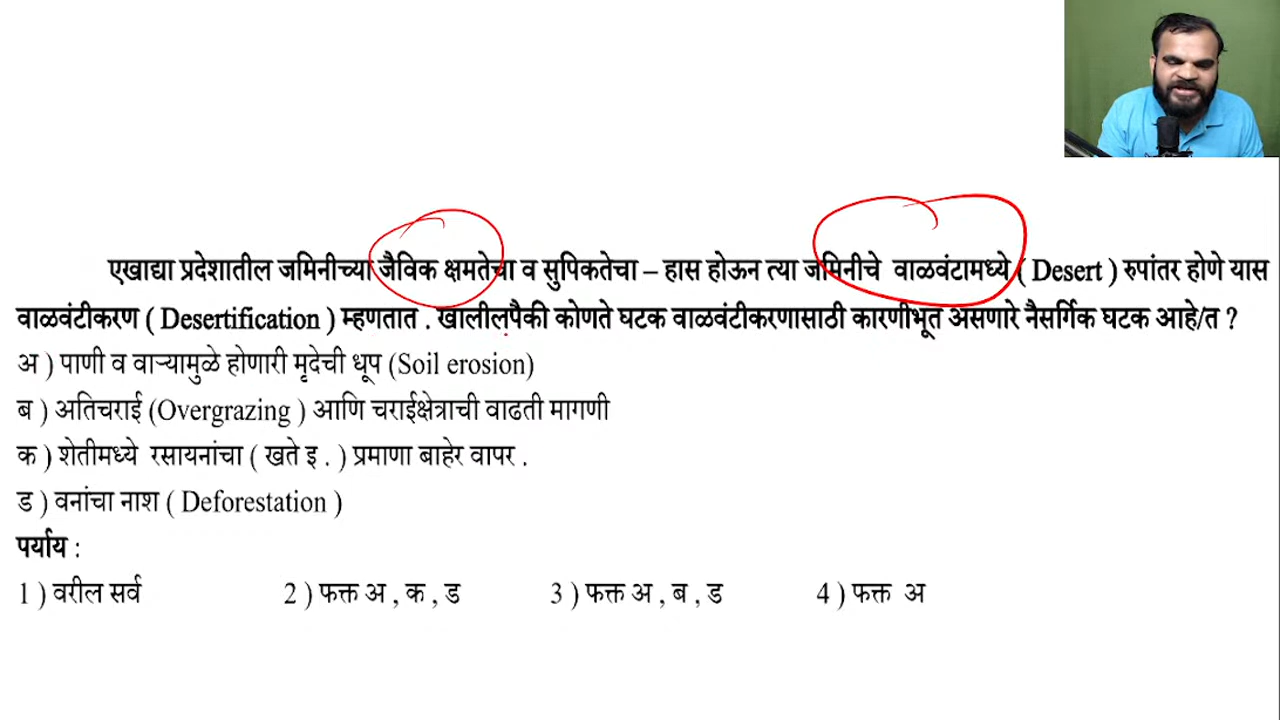 एखाद्या प्रदेशातील जमिनीच्या जैविक क्षमतेचा व सुपिकतेचा – हास होऊन त्या जमिनीचे वाळवंटामध्ये ( Desert ) रुपांतर होणे यास
वाळवंटीकरण ( Desertification ) म्हणतात . खालीलपैकी कोणते घटक वाळवंटीकरणासाठी कारणीभूत असणारे नैसर्गिक घटक आहे/त ?
अ ) पाणी व वाऱ्यामुळे होणारी मृदेची धूप (Soil erosion)
ब ) अतिचराई (Overgrazing ) आणि चराईक्षेत्राची वाढती मागणी
क ) शेतीमध्ये रसायनांचा ( खते इ . ) प्रमाणा बाहेर वापर .
ड ) वनांचा नाश ( Deforestation )
पर्याय :
1 ) वरील सर्व 2 ) फक्त अ , क , ड 3 ) फक्त अ , ब , ड 4 ) फक्त अ